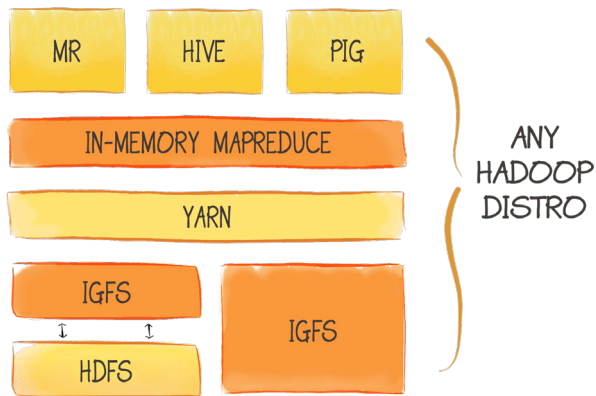 MR
HIVE
PIG
IN-MEMORY MAPREDUCE
YARN
IGFS
HDFS
IGFS
ANY
HADOOP
DISTRO